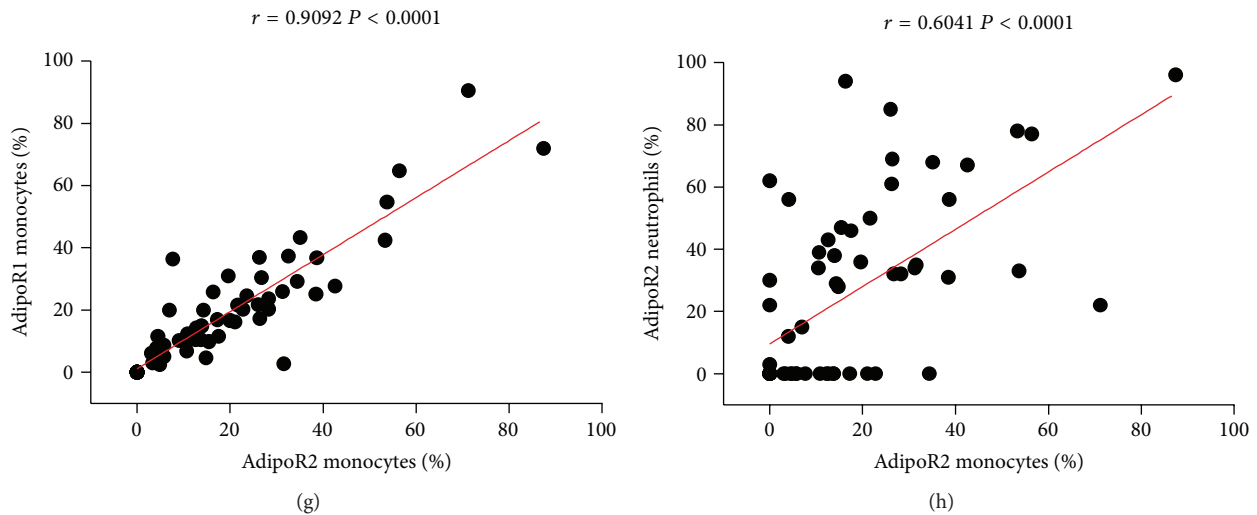 r = 0.9092 P < 0.0001
100
80
60
40
20
0
AdipoR1 monocytes (%)
0 20 40 60 80 100
AdipoR2 monocytes (%)
(g)
r = 0.6041 P < 0.0001
100
80
60
40
20
0
AdipoR2 neutrophils (%)
0 20 40 60 80 100
AdipoR2 monocytes (%)
(h)